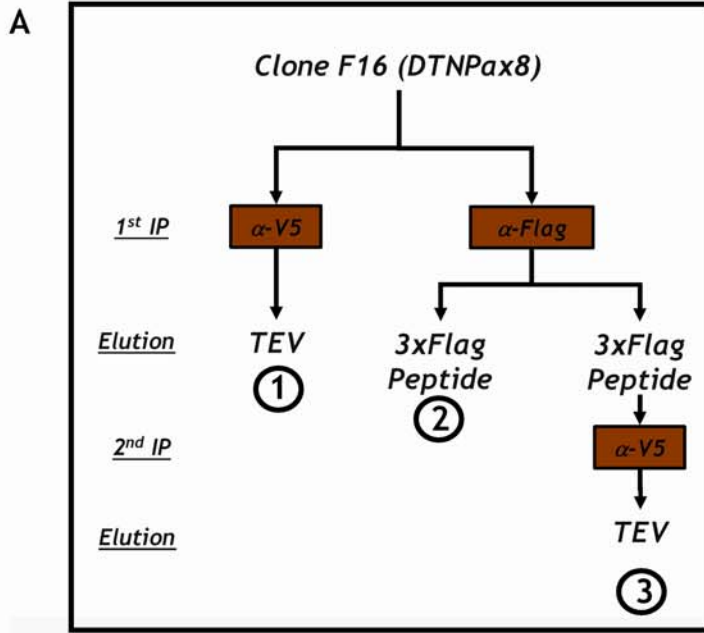 A
Clone F16 (DTNPax8)
1st IP
α-V5
α-Flag
Elution
TEV
3xFlag
Peptide
3xFlag
Peptide
1
2
2nd IP
α-V5
Elution
TEV
3